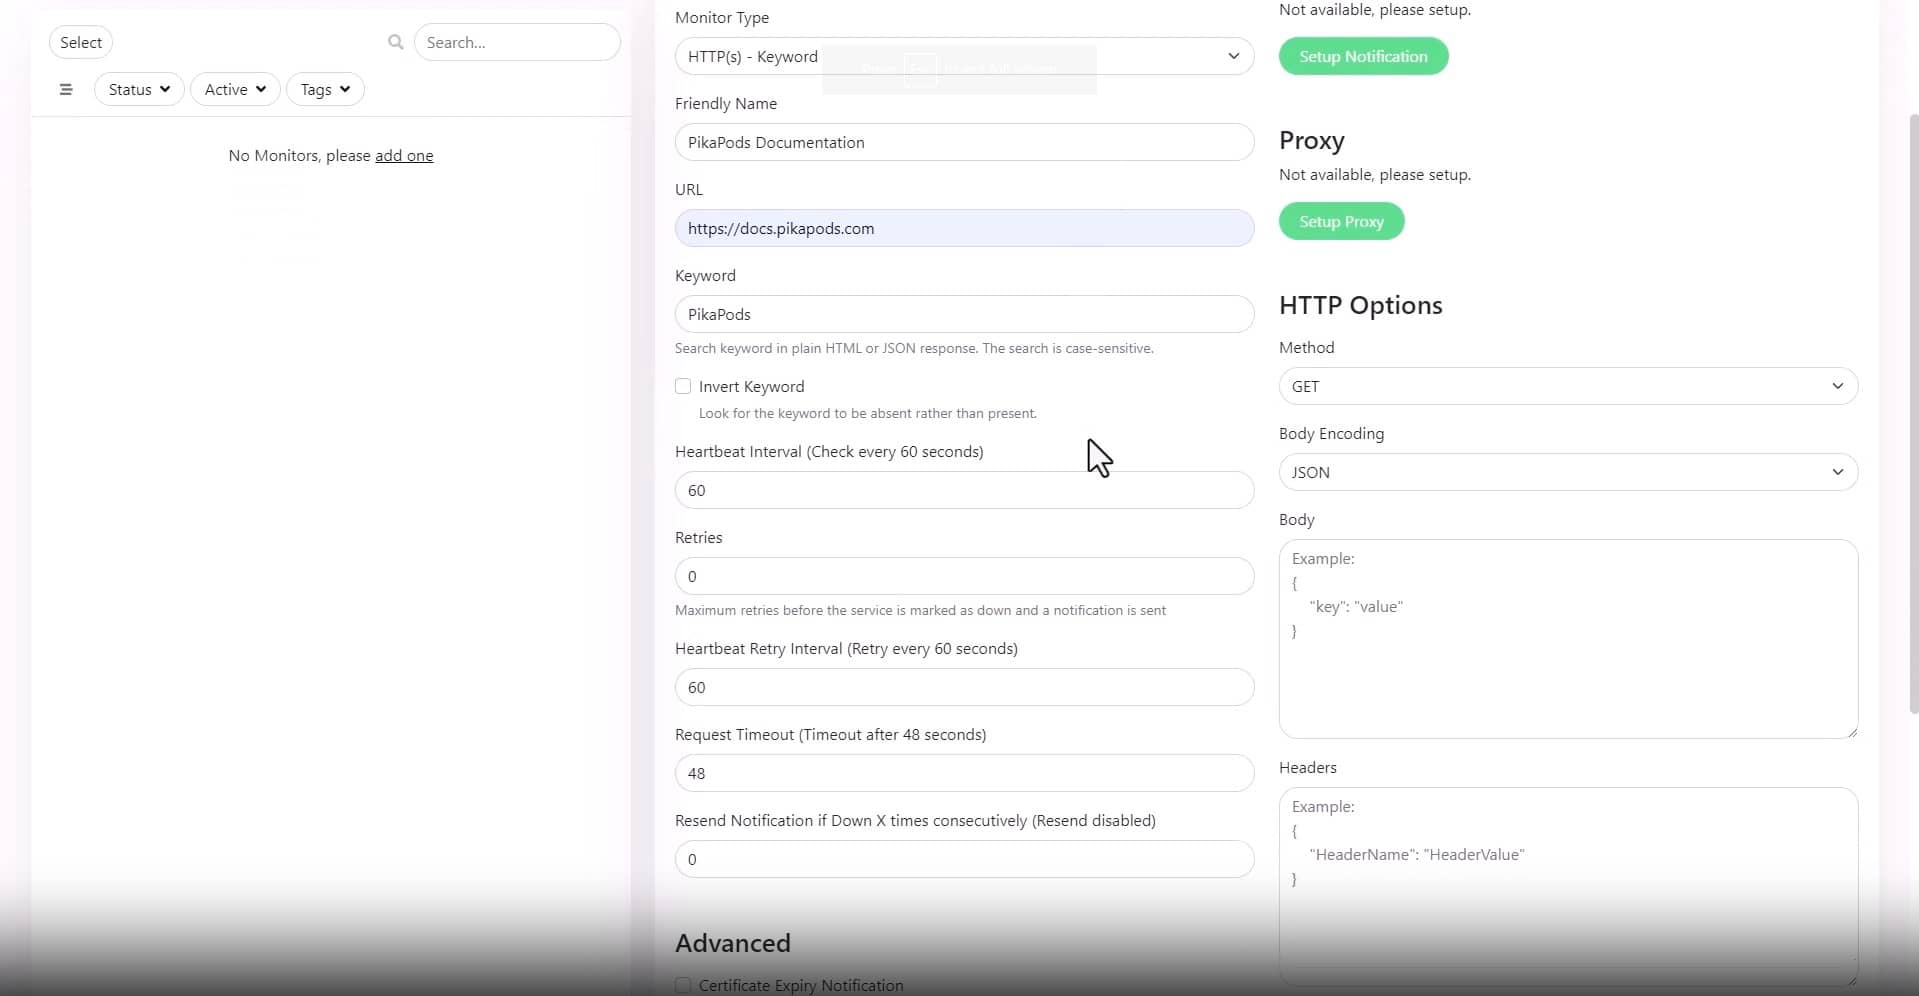 Select
Search...
Status
Active
Tags
No Monitors, please add one
Monitor Type
HTTP(s) - Keyword
Friendly Name
PikaPods Documentation
URL
https://docs.pikapods.com
Keyword
PikaPods
Search keyword in plain HTML or JSON response. The search is case-sensitive.
Invert Keyword
Look for the keyword to be absent rather than present.
Heartbeat Interval (Check every 60 seconds)
60
Retries
0
Maximum retries before the service is marked as down and a notification is sent
Heartbeat Retry Interval (Retry every 60 seconds)
60
Request Timeout (Timeout after 48 seconds)
48
Resend Notification if Down X times consecutively (Resend disabled)
0
Advanced
Certificate Expiry Notification
Not available, please setup.
Setup Notification
Proxy
Not available, please setup.
Setup Proxy
HTTP Options
Method
GET
Body Encoding
JSON
Body
Example:
{
"key": "value"
}
Headers
Example:
{
"HeaderName": "HeaderValue"
}